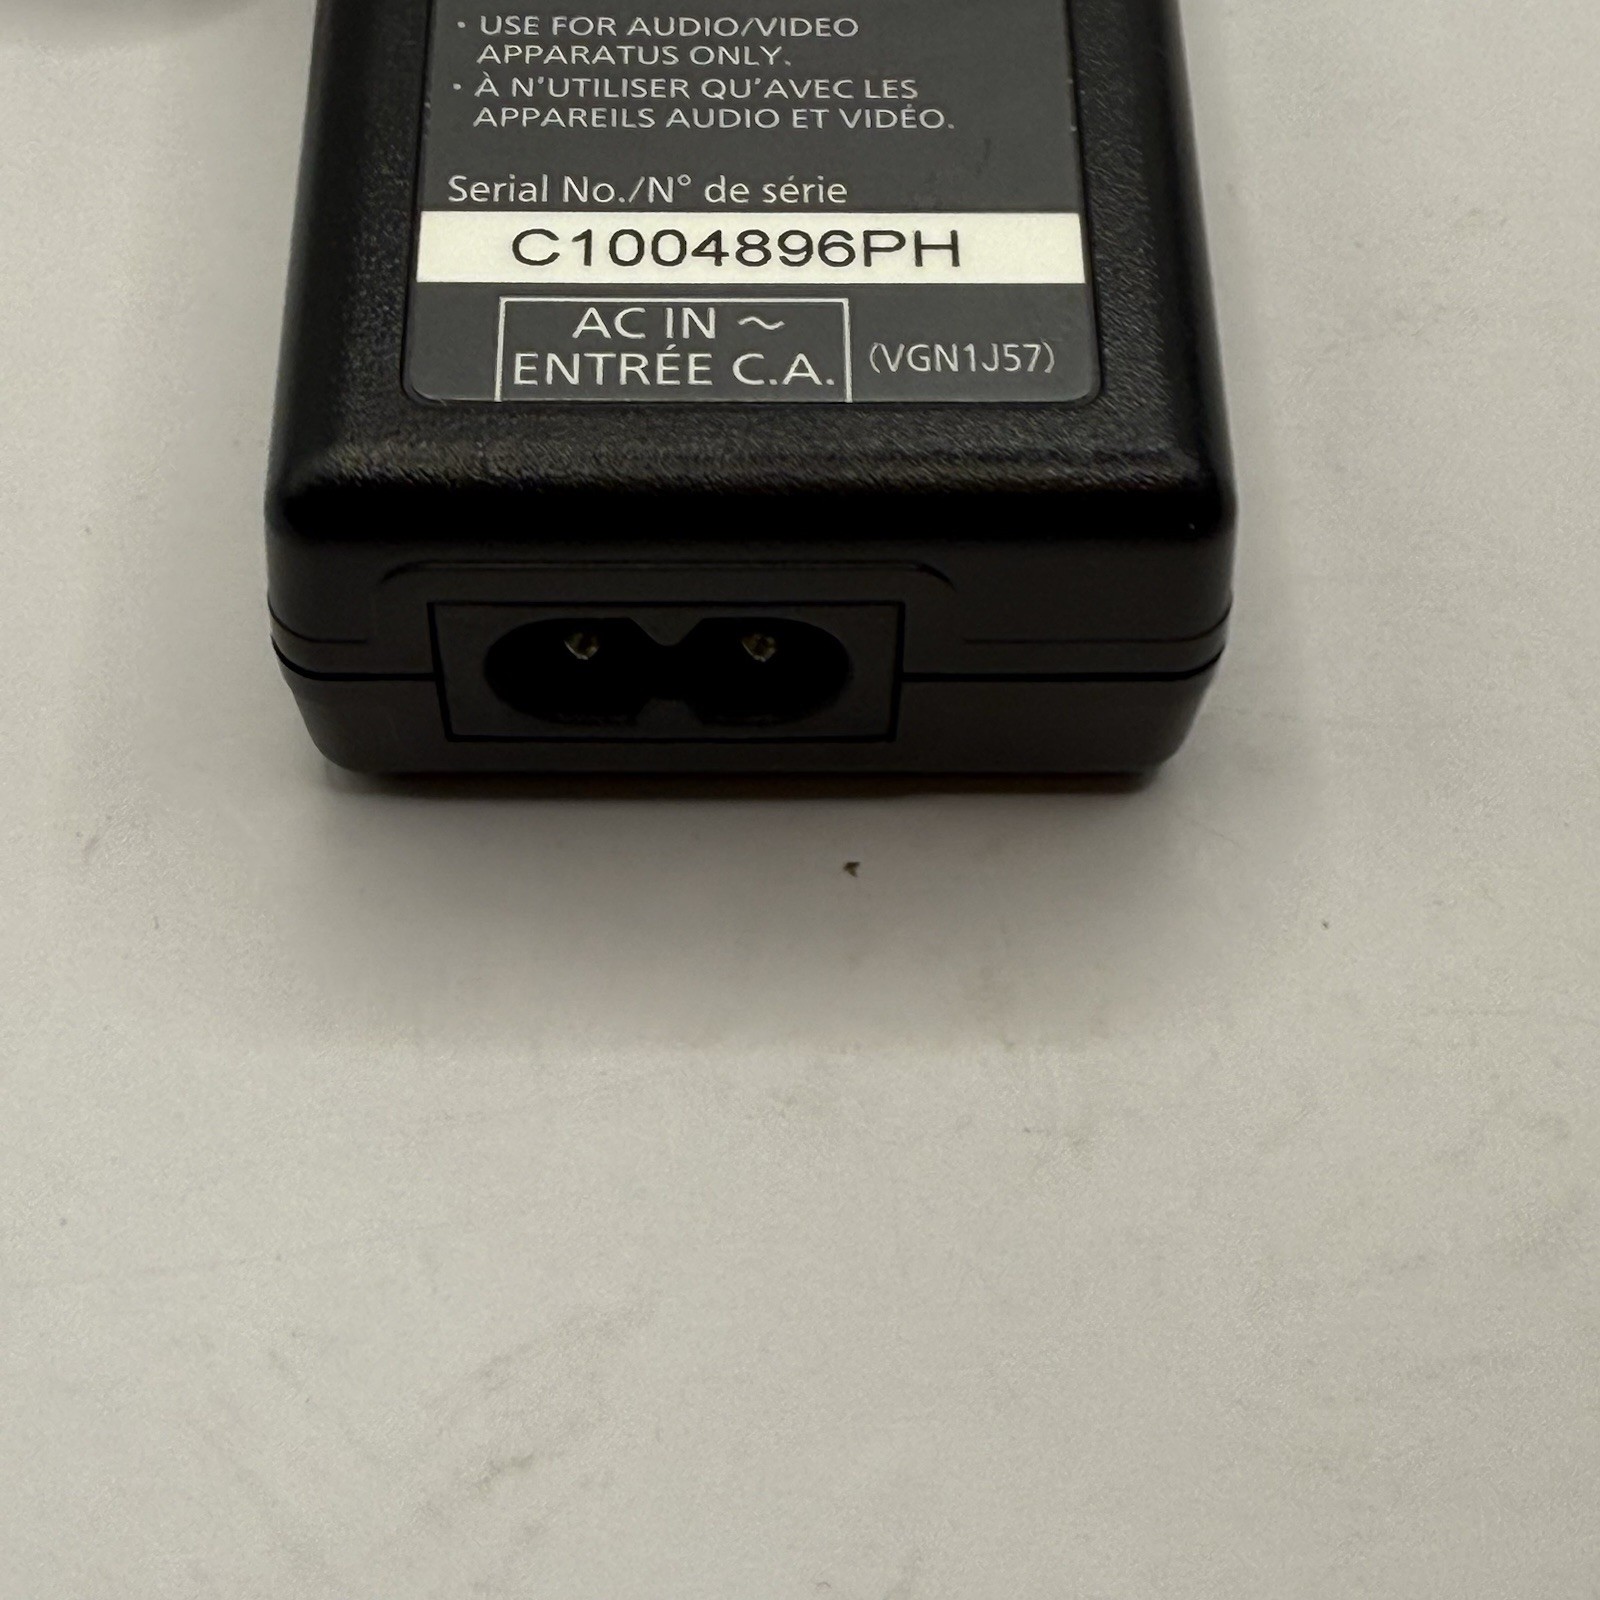 · USE FOR AUDIO/VIDEO
APPARATUS ONLY.
· À N'UTILISER QU'AVEC LES
APPAREILS AUDIO ET VIDÉO.
Serial No./N° de série
C1004896PH
AC IN ~
ENTRÉE C.A.
(VGN1J57)